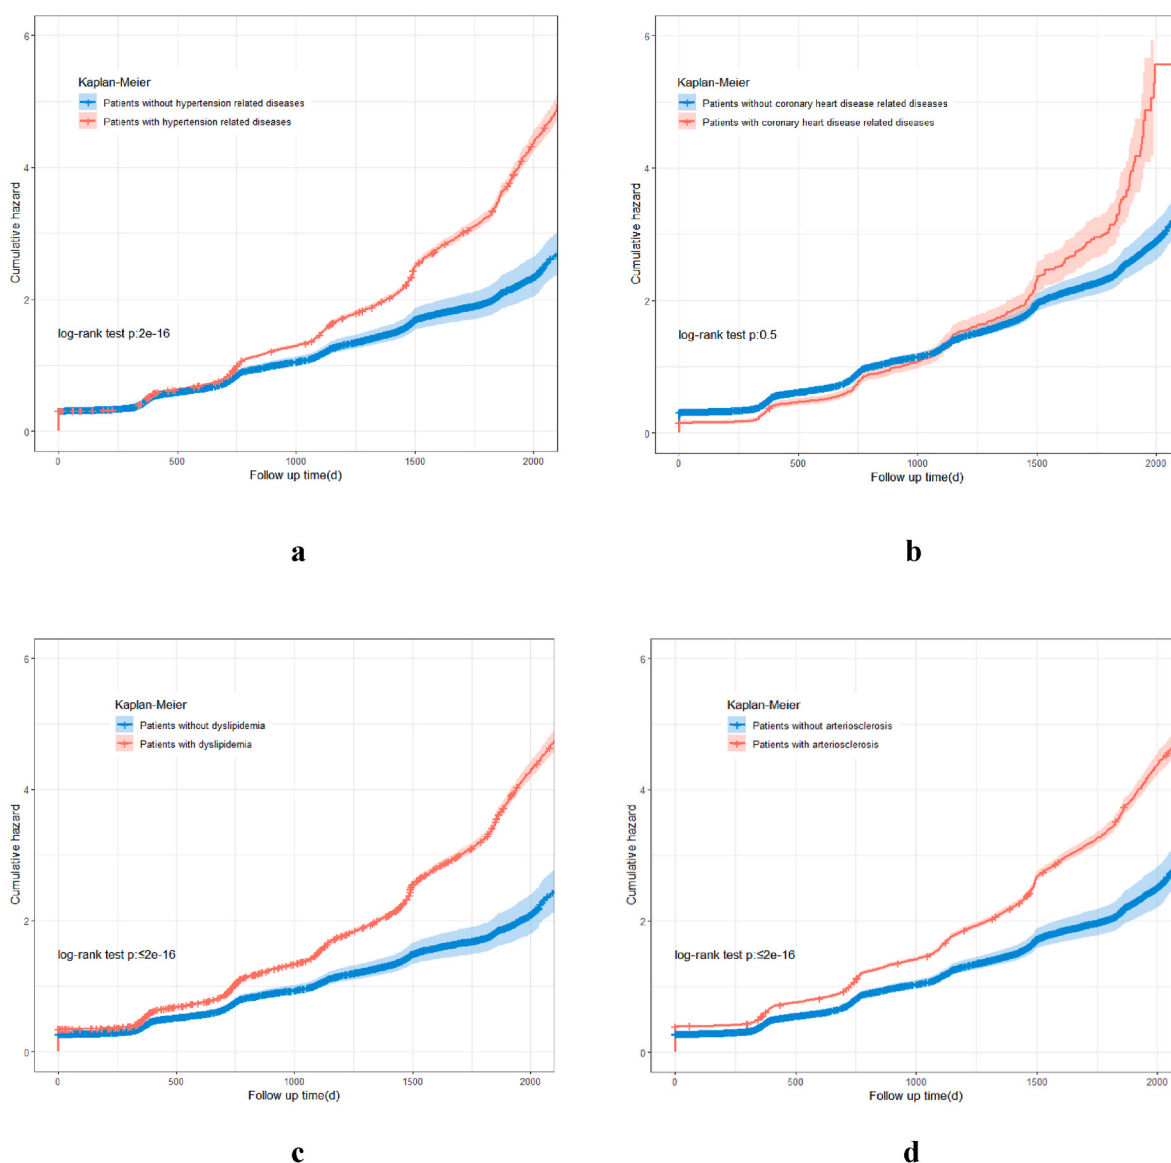 6
Kaplan-Meier
Patients without hypertension related diseases
Patients with hypertension related diseases
4
Cumulative hazard
2
log-rank test p:2e-16
0
0 500 1000 1500 2000
Follow up time(d)
a
6
Kaplan-Meier
Patients without coronary heart disease related diseases
Patients with coronary heart disease related diseases
4
Cumulative hazard
2
log-rank test p:0.5
0
0 500 1000 1500 2000
Follow up time(d)
b
6
Kaplan-Meier
Patients without dyslipidemia
Patients with dyslipidemia
4
Cumulative hazard
2
log-rank test p:≤2e-16
0
0 500 1000 1500 2000
Follow up time(d)
c
6
Kaplan-Meier
Patients without arteriosclerosis
Patients with arteriosclerosis
4
Cumulative hazard
2
log-rank test p:≤2e-16
0
0 500 1000 1500 2000
Follow up time(d)
d